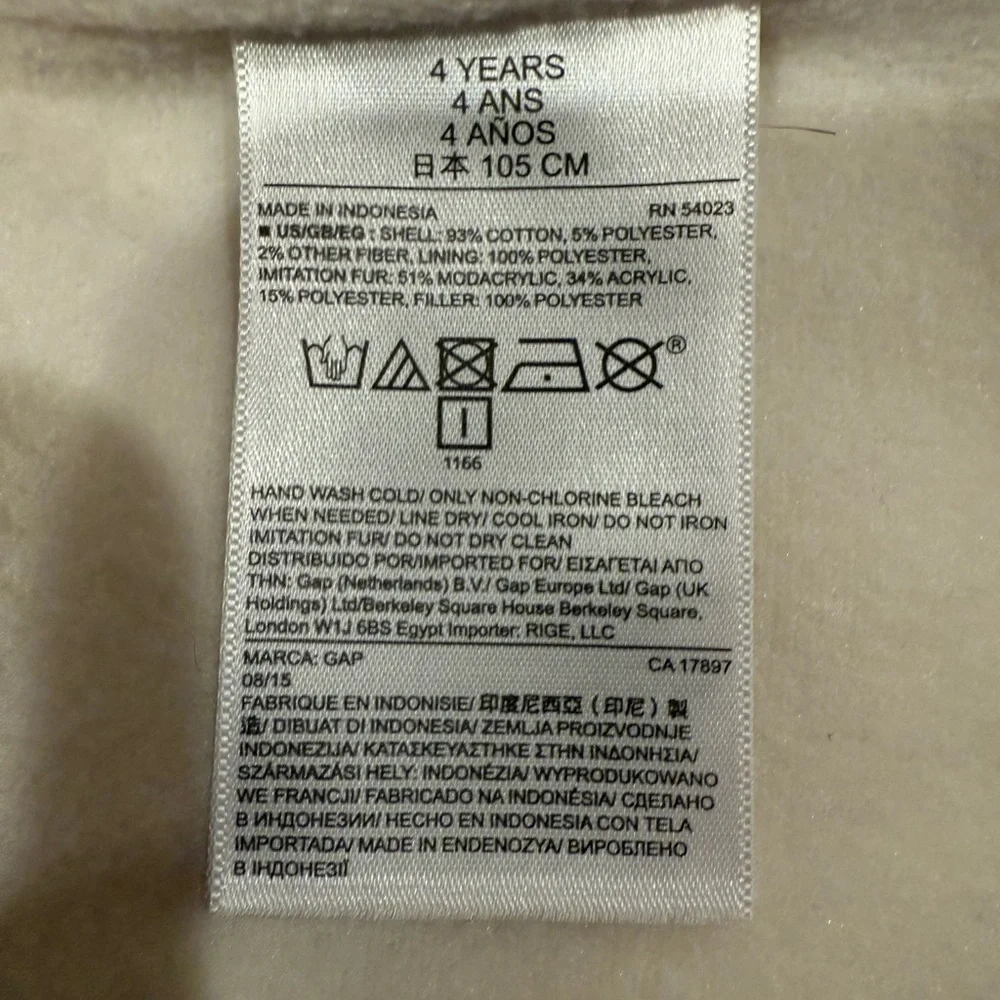 4 YEARS
4 ANS
4 AÑOS
日本 105 CM
MADE IN INDONESIA RN 54023
■ US/GB/EG : SHELL: 93% COTTON, 5% POLYESTER,
2% OTHER FIBER, LINING: 100% POLYESTER,
IMITATION FUR: 51% MODACRYLIC, 34% ACRYLIC,
15% POLYESTER, FILLER: 100% POLYESTER
®
1166
HAND WASH COLD/ ONLY NON-CHLORINE BLEACH
WHEN NEEDED/ LINE DRY/ COOL IRON/ DO NOT IRON
IMITATION FUR/ DO NOT DRY CLEAN
DISTRIBUIDO POR/IMPORTED FOR/ ΕΙΣΑΓΕΤΑΙ ΑΠΟ
ΤΗΝ: Gap (Netherlands) B.V./ Gap Europe Ltd/ Gap (UK
Holdings) Ltd/Berkeley Square House Berkeley Square,
London W1J 6BS Egypt Importer: RIGE, LLC
MARCA: GAP CA 17897
08/15
FABRIQUE EN INDONISIE/ 印度尼西亞（印尼）製
造/ DIBUAT DI INDONESIA/ ZEMLJA PROIZVODNJE
INDONEZIJA/ ΚΑΤΑΣΚΕΥΑΣΤΗΚΕ ΣΤΗΝ ΙΝΔΟΝΗΣΙΑ/
SZÁRMAZÁSI HELY: INDONÉZIA/ WYPRODUKOWANO
WE FRANCJI/ FABRICADO NA INDONÉSIA/ СДЕЛАНО
В ИНДОНЕЗИИ/ HECHO EN INDONESIA CON TELA
IMPORTADA/ MADE IN ENDENOZYA/ ВИРОБЛЕНО
В ІНДОНЕЗІЇ